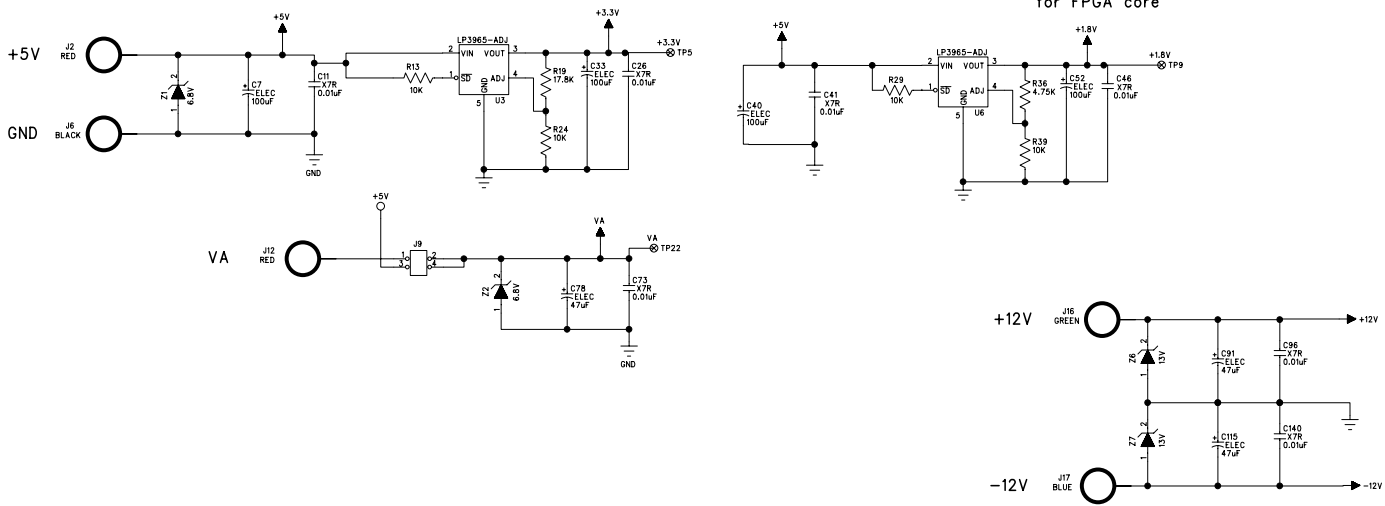 for FPGA core
+5V
J2
RED
+5V
Z1
2
1
6.8V
C7
ELEC
100uF
C11
X7R
0.01uF
R13
10K
LP3965-ADJ
2
VIN
VOUT
3
1
SD
ADJ
4
GND
5
U3
R19
17.8K
R24
10K
+3.3V
C33
ELEC
100uF
C26
X7R
0.01uF
+3.3V
TP5
GND
J6
BLACK
GND
+5V
C40
ELEC
100uF
C41
X7R
0.01uF
R29
10K
LP3965-ADJ
2
VIN
VOUT
3
1
SD
ADJ
4
GND
5
U6
R36
4.75K
R39
10K
+1.8V
C52
ELEC
100uF
C46
X7R
0.01uF
+1.8V
TP9
VA
J12
RED
+5V
J9
1
2
3
4
Z2
2
1
6.8V
C78
ELEC
47uF
VA
C73
X7R
0.01uF
VA
TP22
GND
+12V
J16
GREEN
Z6
2
1
13V
C91
ELEC
47uF
C96
X7R
0.01uF
+12V
Z7
2
1
13V
C115
ELEC
47uF
C140
X7R
0.01uF
-12V
J17
BLUE
-12V